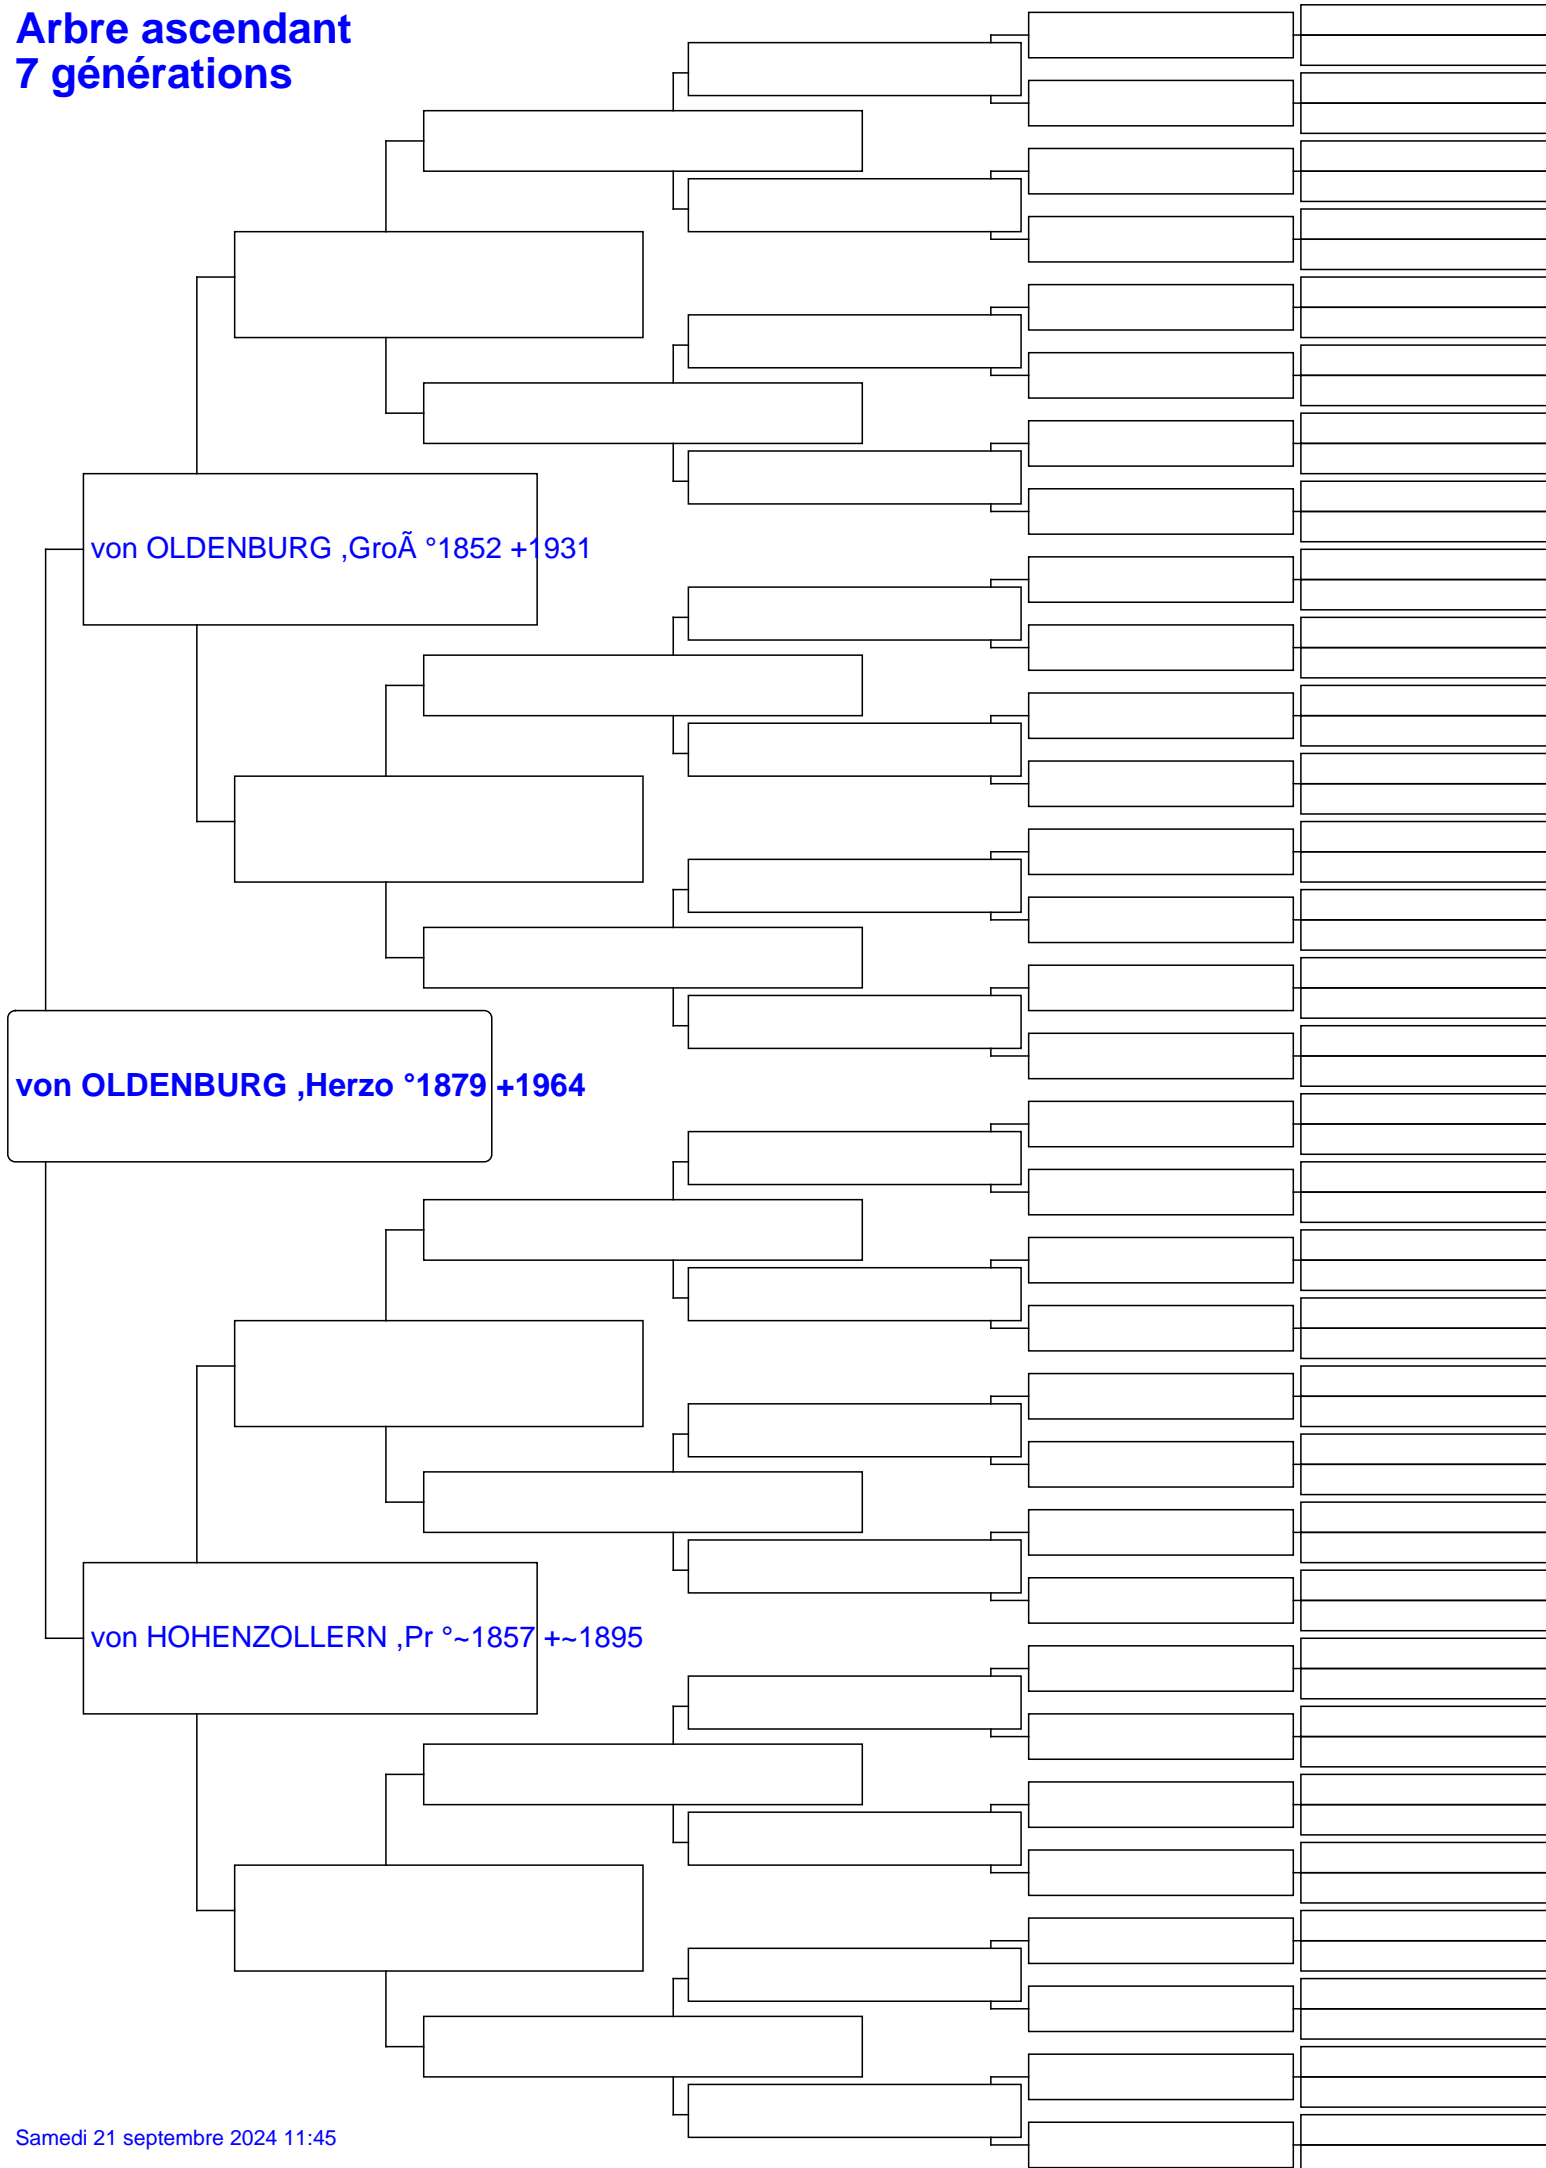 Arbre ascendant
7 générations
von OLDENBURG ,GroÃ °1852 +1931
von OLDENBURG ,Herzo °1879 +1964
von HOHENZOLLERN ,Pr °~1857 +~1895
Samedi 21 septembre 2024 11:45